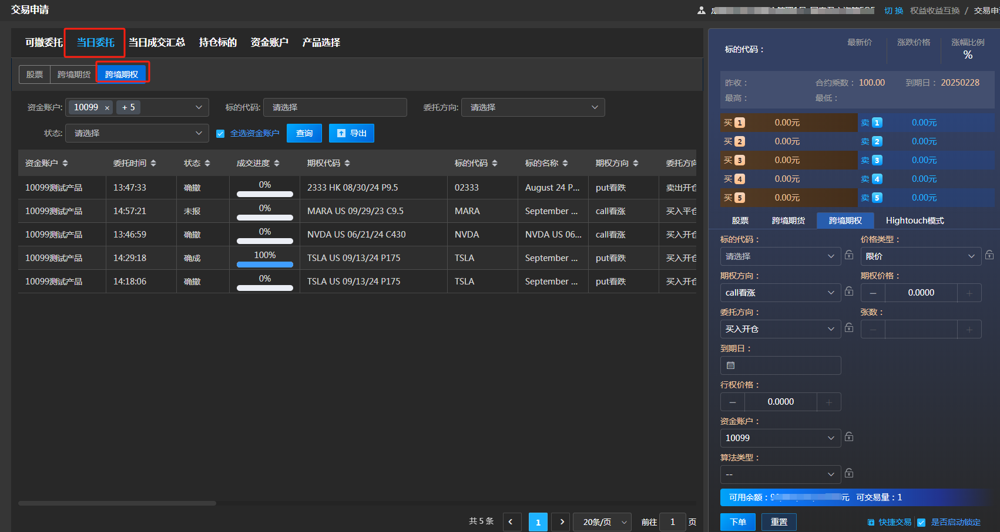 交易申请
切换 权益收益互换 / 交易申
可撤委托 当日委托 当日成交汇总 持仓标的 资金账户 产品选择
股票 跨境期货 跨境期权
资金账户: 10099 × + 5 标的代码: 请选择 委托方向: 请选择
状态: 请选择 全选资金账户 查询 导出
资金账户 委托时间 状态 成交进度 期权代码 标的代码 标的名称 期权方向 委托方向
10099测试产品 13:47:33 确撤 0% 2333 HK 08/30/24 P9.5 02333 August 24 P... put看跌 卖出开仓
10099测试产品 14:57:21 未报 0% MARA US 09/29/23 C9.5 MARA September ... call看涨 买入平仓
10099测试产品 13:46:59 确撤 0% NVDA US 06/21/24 C430 NVDA NVDA US 06... call看涨 买入开仓
10099测试产品 14:29:18 确成 100% TSLA US 09/13/24 P175 TSLA September ... put看跌 买入开仓
10099测试产品 14:18:06 确撤 0% TSLA US 09/13/24 P175 TSLA September ... put看跌 买入开仓
共 5 条 < 1 > 20条/页 前往 1 页
标的代码： 最新价 涨跌价格 涨幅比例
%
昨收： 合约乘数： 100.00 到期日： 20250228
最高： 最低：
买 1 0.00元 卖 1 0.00元
买 2 0.00元 卖 2 0.00元
买 3 0.00元 卖 3 0.00元
买 4 0.00元 卖 4 0.00元
买 5 0.00元 卖 5 0.00元
股票 跨境期货 跨境期权 Hightouch模式
标的代码： 价格类型：
请选择 限价
期权方向： 期权价格：
call看涨 − 0.0000 +
委托方向： 张数：
买入开仓 − +
到期日：
行权价格：
− 0.0000 +
资金账户：
10099
算法类型：
--
可用余额： 元 可交易量：1
下单 重置 快捷交易 是否启动锁定